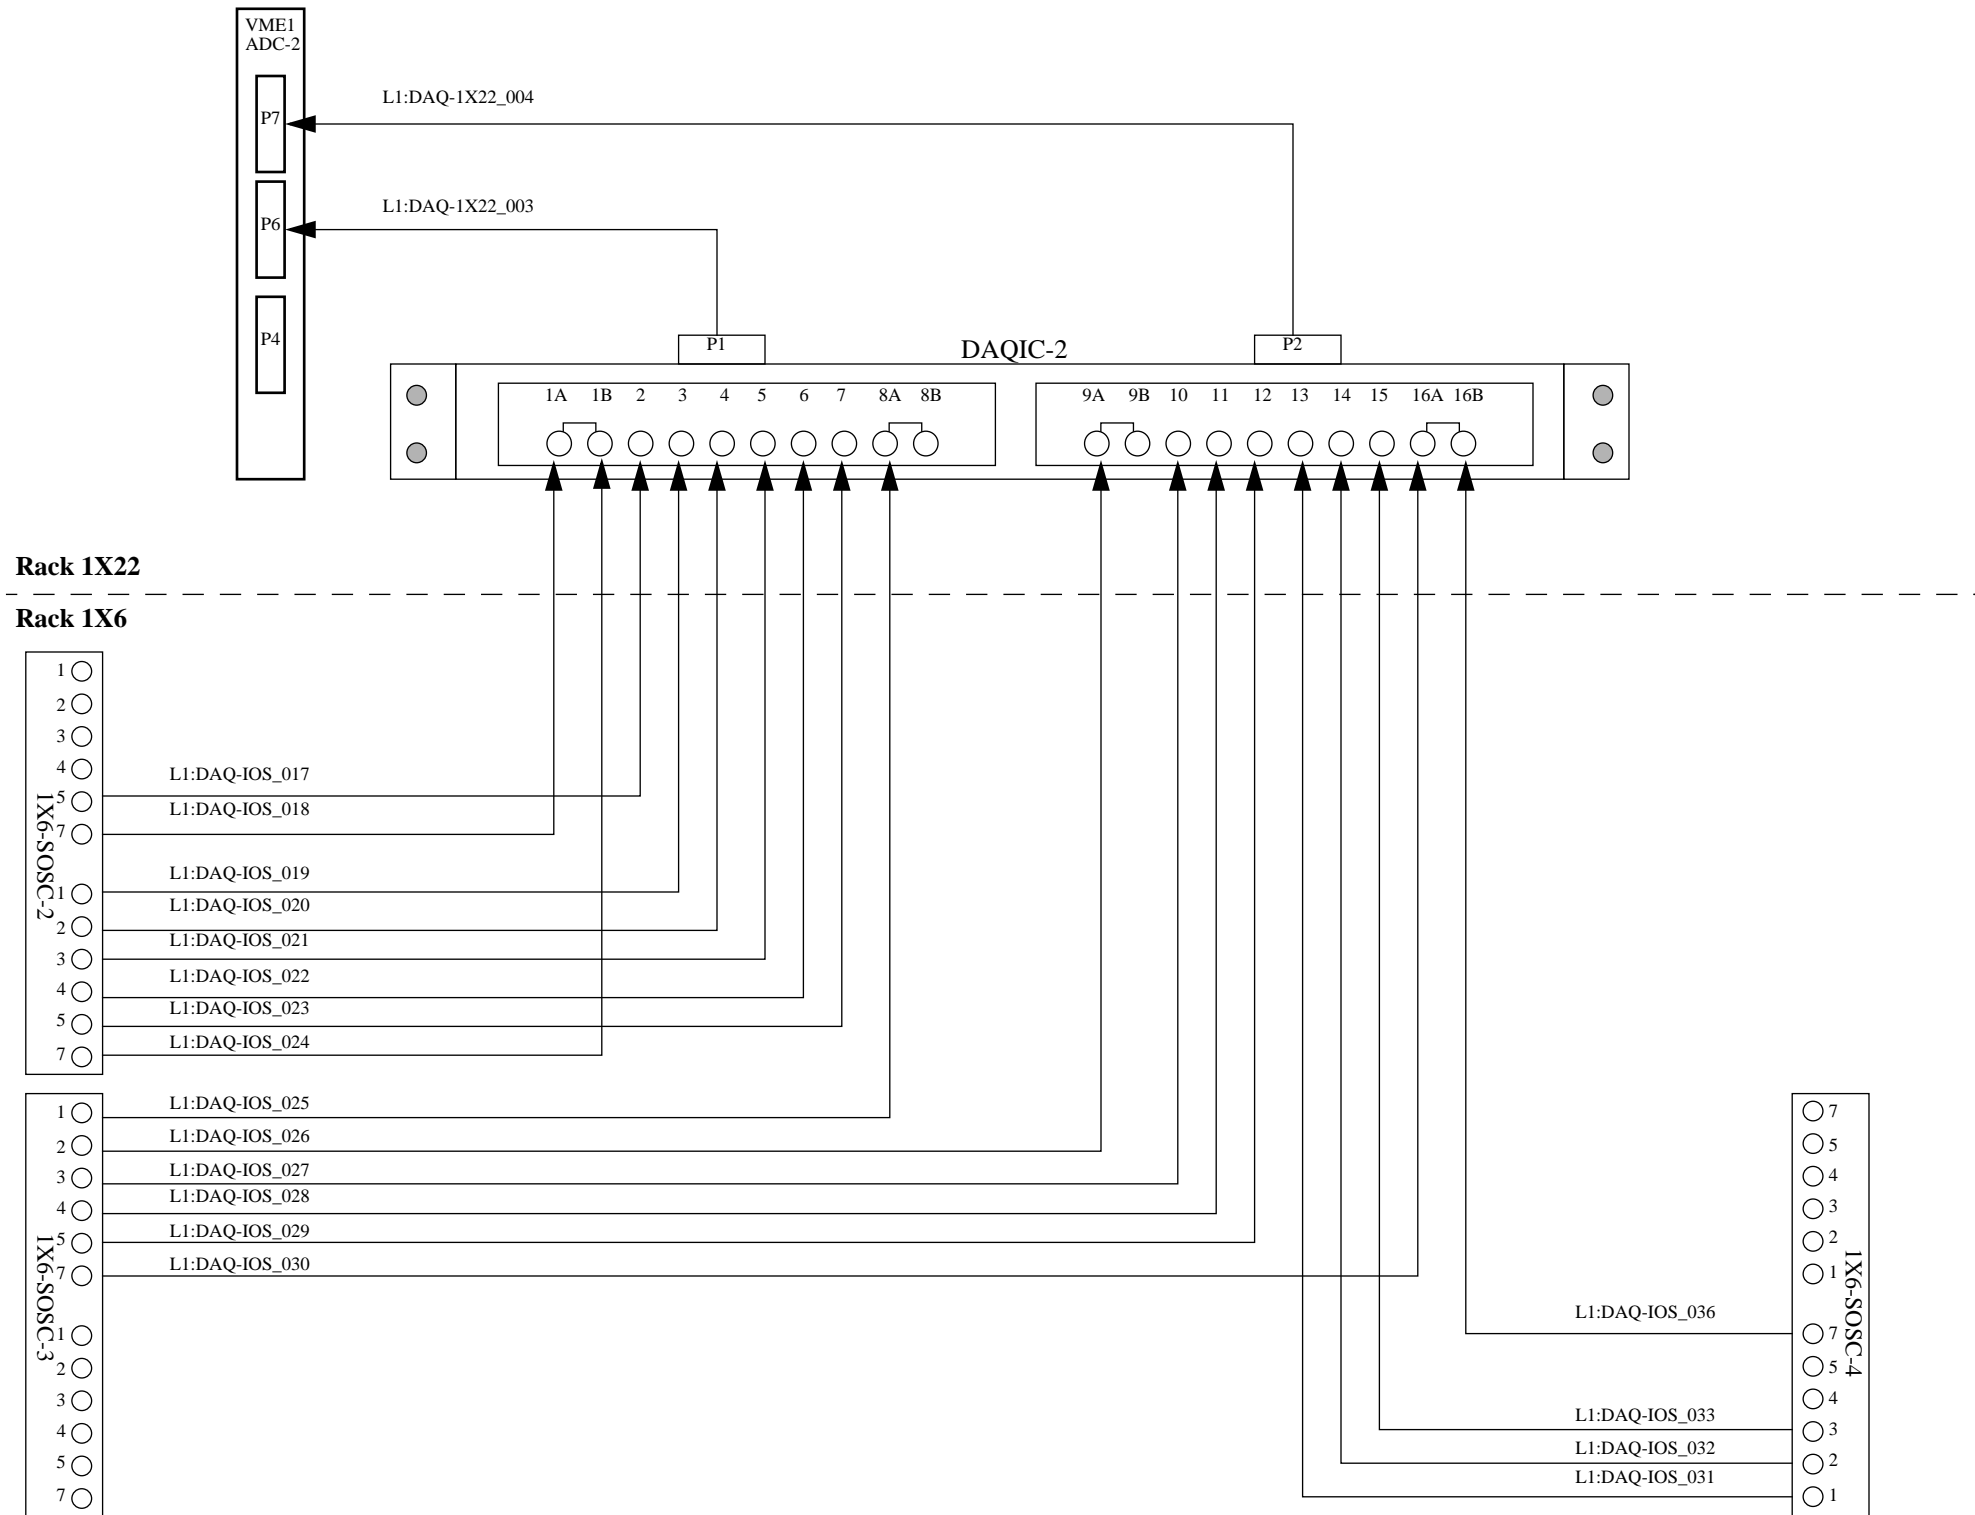 VME1
ADC-2
P7
L1:DAQ-1X22_004
P6
L1:DAQ-1X22_003
P4
P1
DAQIC-2
P2
1A 1B 2 3 4 5 6 7 8A 8B
9A 9B 10 11 12 13 14 15 16A 16B
Rack 1X22
Rack 1X6
1X6-SOSC-2
1
2
3
4
5
7
1
2
3
4
5
7
L1:DAQ-IOS_017
L1:DAQ-IOS_018
L1:DAQ-IOS_019
L1:DAQ-IOS_020
L1:DAQ-IOS_021
L1:DAQ-IOS_022
L1:DAQ-IOS_023
L1:DAQ-IOS_024
1X6-SOSC-3
1
2
3
4
5
7
1
2
3
4
5
7
L1:DAQ-IOS_025
L1:DAQ-IOS_026
L1:DAQ-IOS_027
L1:DAQ-IOS_028
L1:DAQ-IOS_029
L1:DAQ-IOS_030
L1:DAQ-IOS_036
L1:DAQ-IOS_033
L1:DAQ-IOS_032
L1:DAQ-IOS_031
7
5
4
3
2
1
7
5
4
3
2
1
1X6-SOSC-4